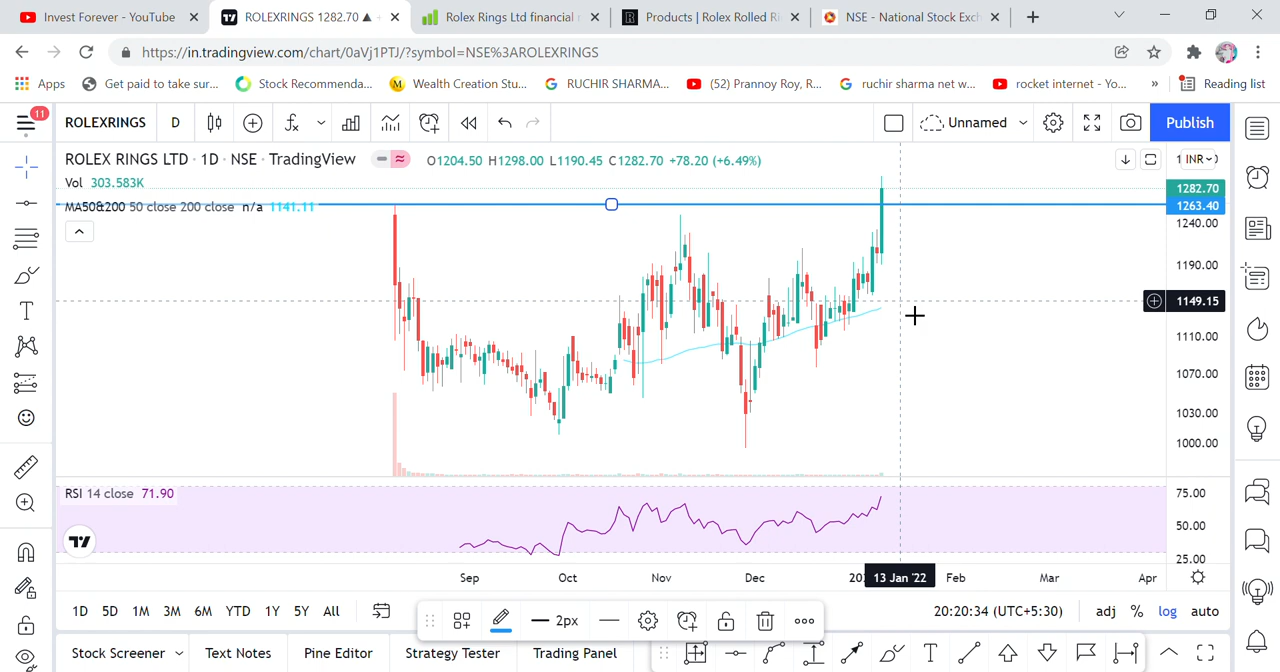 Invest Forever - YouTube
ROLEXRINGS 1282.70 ▲
Rolex Rings Ltd financial
Products | Rolex Rolled Ri
NSE - National Stock Exch
https://in.tradingview.com/chart/0aVj1PTJ/?symbol=NSE%3AROLEXRINGS
Apps
Get paid to take sur...
Stock Recommenda...
Wealth Creation Stu...
RUCHIR SHARMA...
(52) Prannoy Roy, R...
ruchir sharma net w...
rocket internet - Yo...
»
Reading list
11
ROLEXRINGS
D
Unnamed
Publish
ROLEX RINGS LTD · 1D · NSE · TradingView
O1204.50 H1298.00 L1190.45 C1282.70 +78.20 (+6.49%)
1 INR
Vol 303.583K
1282.70
MA50&200 50 close 200 close n/a 1141.11
1263.40
1240.00
1190.00
1149.15
1110.00
1070.00
1030.00
1000.00
RSI 14 close 71.90
75.00
50.00
25.00
Sep
Oct
Nov
Dec
13 Jan '22
Feb
Mar
Apr
1D
5D
1M
3M
6M
YTD
1Y
5Y
All
2px
20:20:34 (UTC+5:30)
adj
%
log
auto
Stock Screener
Text Notes
Pine Editor
Strategy Tester
Trading Panel